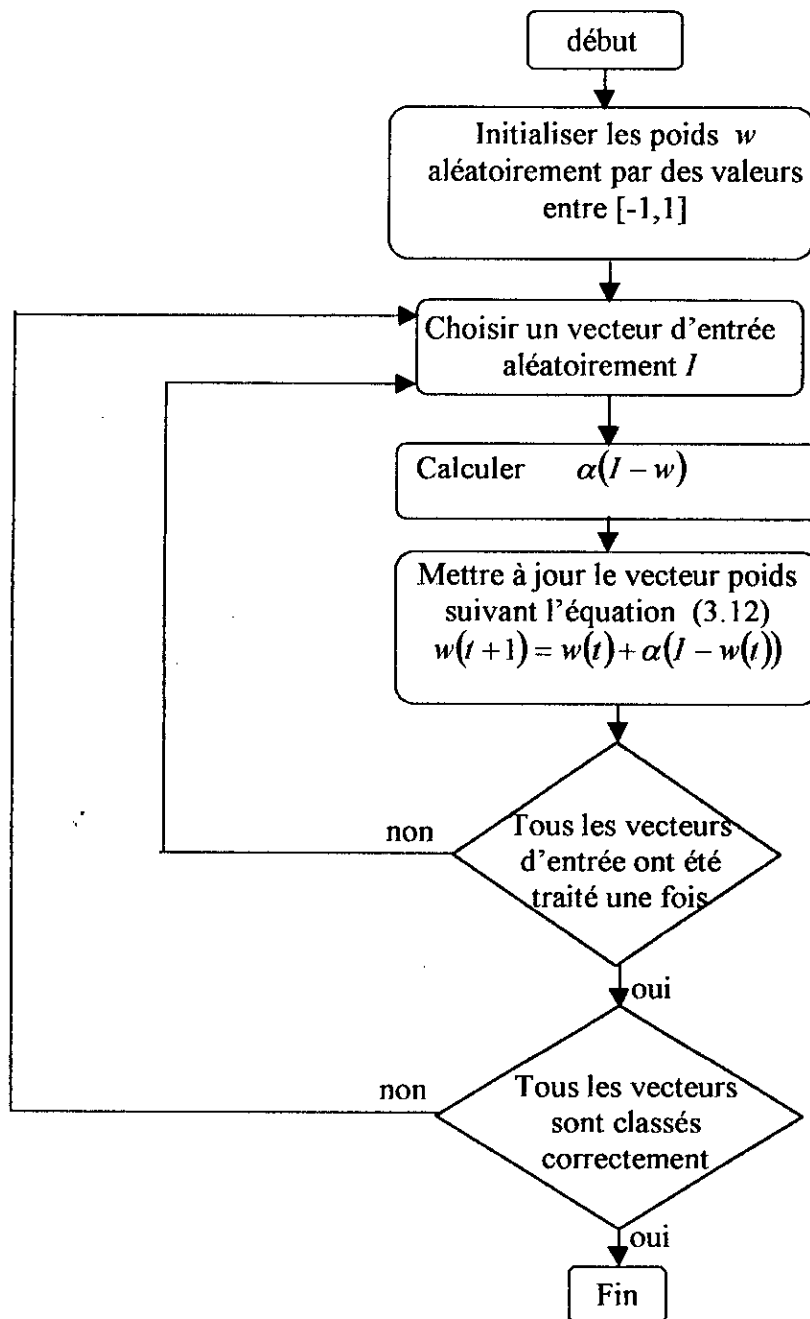 début
Initialiser les poids w
aléatoirement par des valeurs
entre [-1,1]
Choisir un vecteur d'entrée
aléatoirement I
Calculer α(I − w)
Mettre à jour le vecteur poids
suivant l'équation (3.12)
w(t + 1) = w(t) + α(I − w(t))
non
Tous les vecteurs
d'entrée ont été
traité une fois
oui
non
Tous les vecteurs
sont classés
correctement
oui
Fin